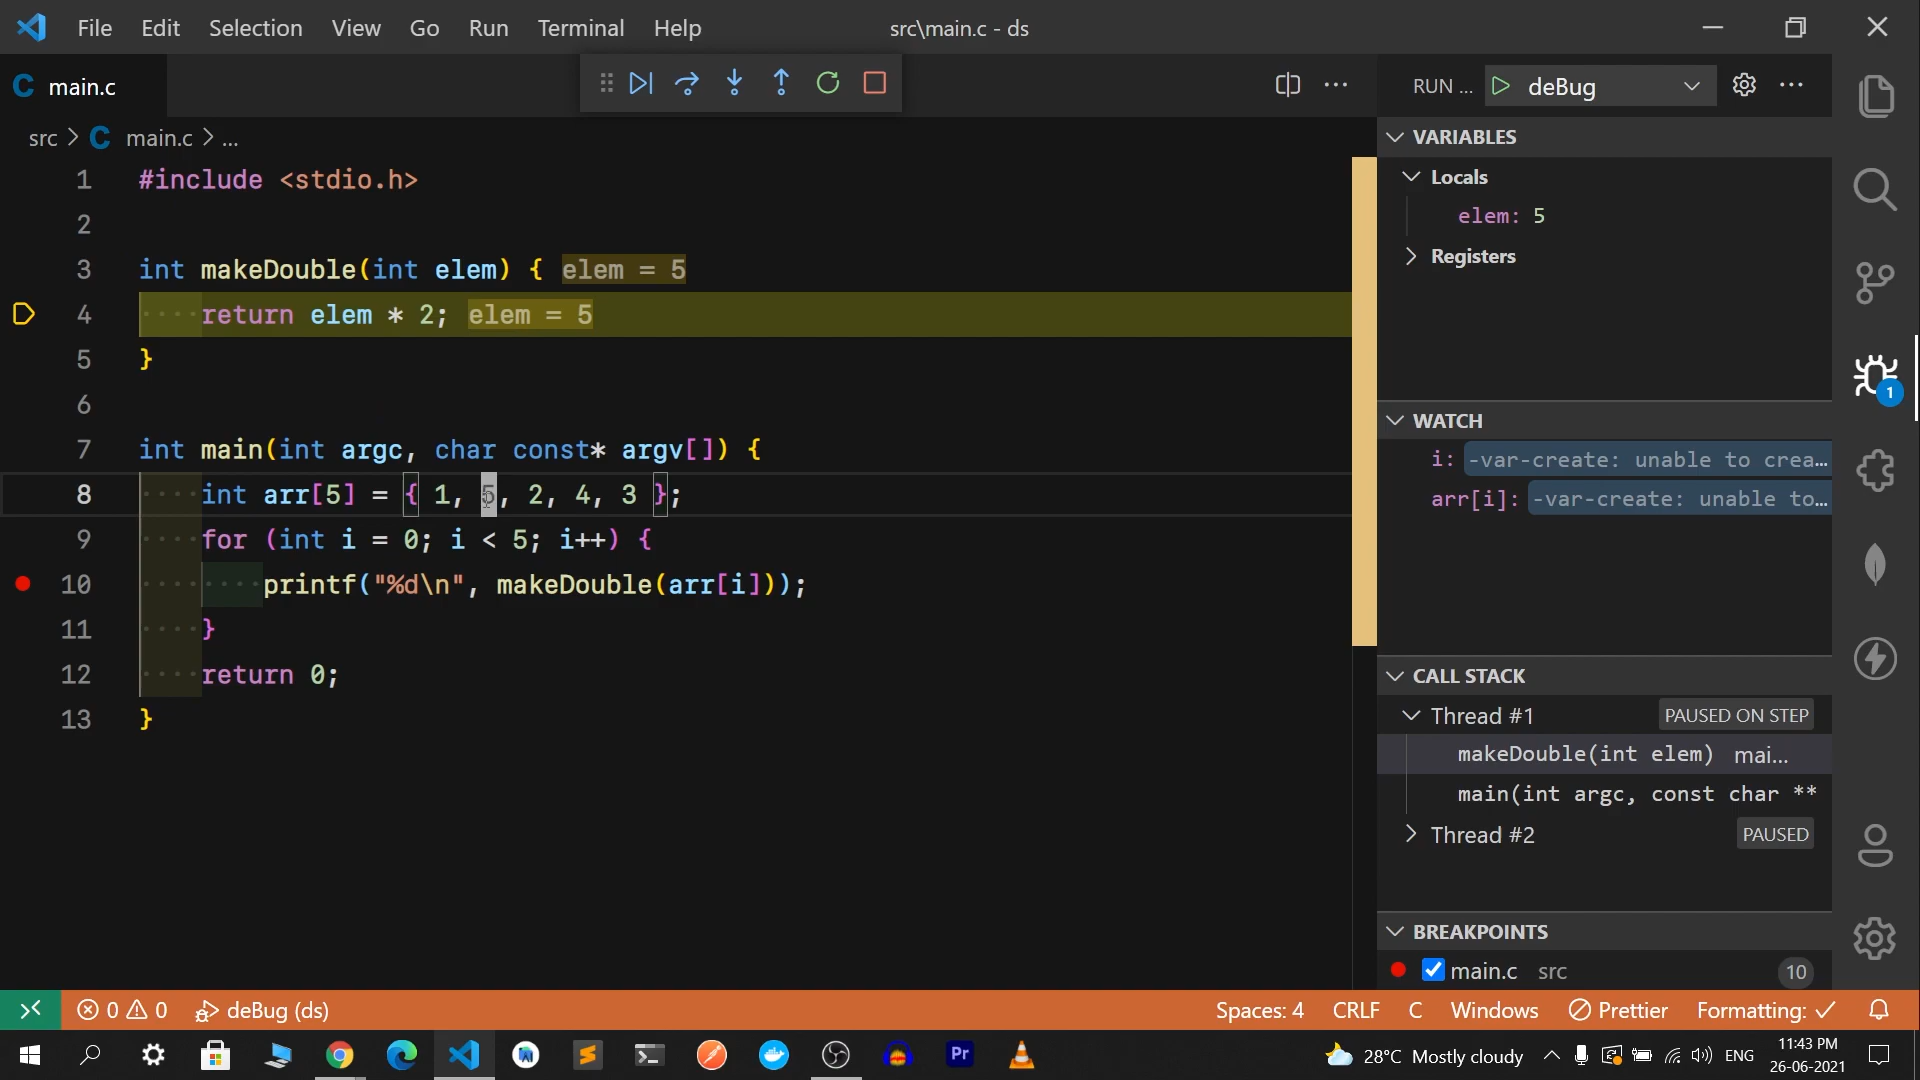 File Edit Selection View Go Run Terminal Help src\main.c - ds
main.c
RUN ... deBug
src > main.c > ...
1 #include <stdio.h>
2
3 int makeDouble(int elem) { elem = 5
4 ····return elem * 2; elem = 5
5 }
6
7 int main(int argc, char const* argv[]) {
8 ····int arr[5] = { 1, 5, 2, 4, 3 };
9 ····for (int i = 0; i < 5; i++) {
10 ········printf("%d\n", makeDouble(arr[i]));
11 ····}
12 ····return 0;
13 }
VARIABLES
Locals
elem: 5
Registers
WATCH
i: -var-create: unable to crea…
arr[i]: -var-create: unable to…
CALL STACK
Thread #1 PAUSED ON STEP
makeDouble(int elem) mai...
main(int argc, const char **
Thread #2 PAUSED
BREAKPOINTS
main.c src 10
1
0 0 deBug (ds) Spaces: 4 CRLF C Windows Prettier Formatting: ✓
Pr
28°C Mostly cloudy ENG 11:43 PM
26-06-2021